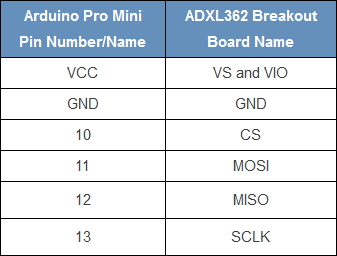 Arduino Pro Mini ADXL362 Breakout
Pin Number/Name Board Name
VCC VS and VIO
GND GND
10 CS
11 MOSI
12 MISO
13 SCLK